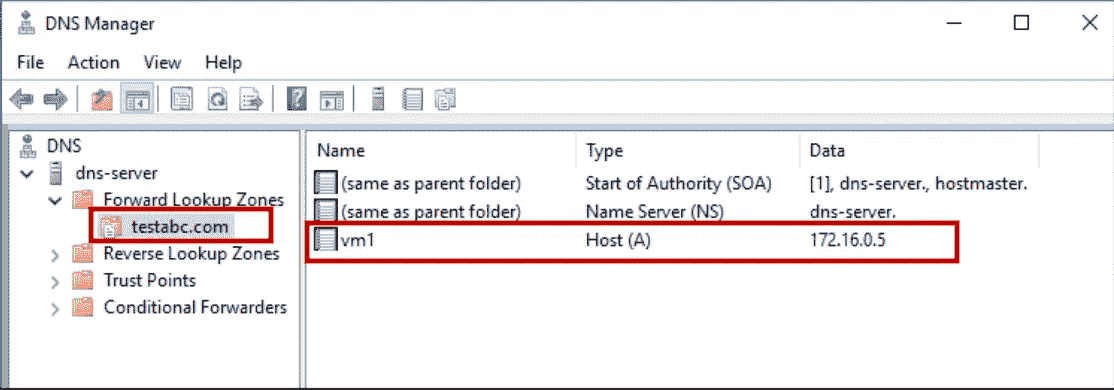 DNS Manager
File Action View Help
DNS
dns-server
Forward Lookup Zones
testabc.com
Reverse Lookup Zones
Trust Points
Conditional Forwarders
Name Type Data
(same as parent folder) Start of Authority (SOA) [1], dns-server., hostmaster.
(same as parent folder) Name Server (NS) dns-server.
vm1 Host (A) 172.16.0.5